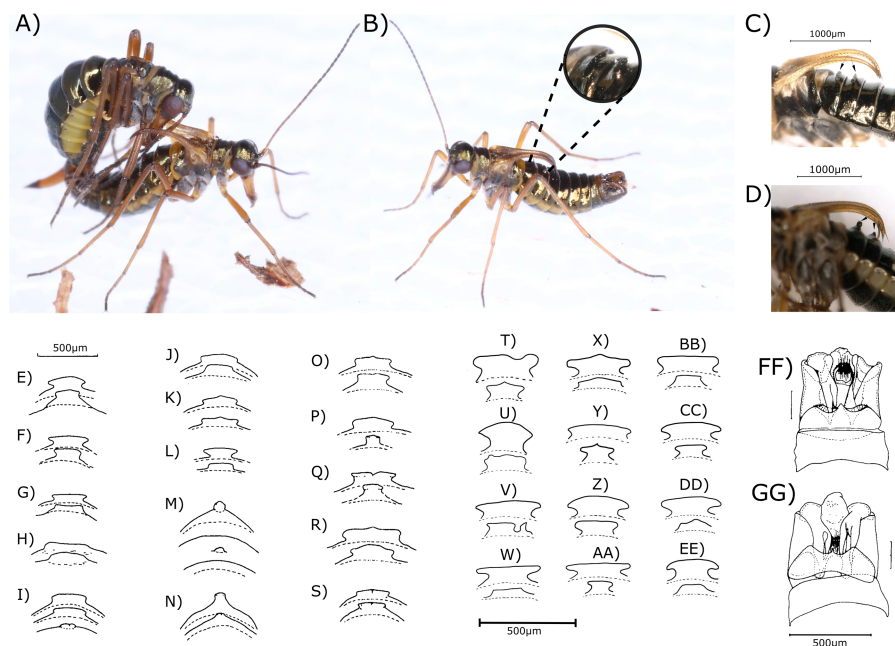 A)
B)
C)
1000µm
1000µm
D)
500µm
E)
F)
G)
H)
I)
J)
K)
L)
M)
N)
O)
P)
Q)
R)
S)
T)
U)
V)
W)
X)
Y)
Z)
AA)
BB)
CC)
DD)
EE)
500µm
FF)
GG)
500µm